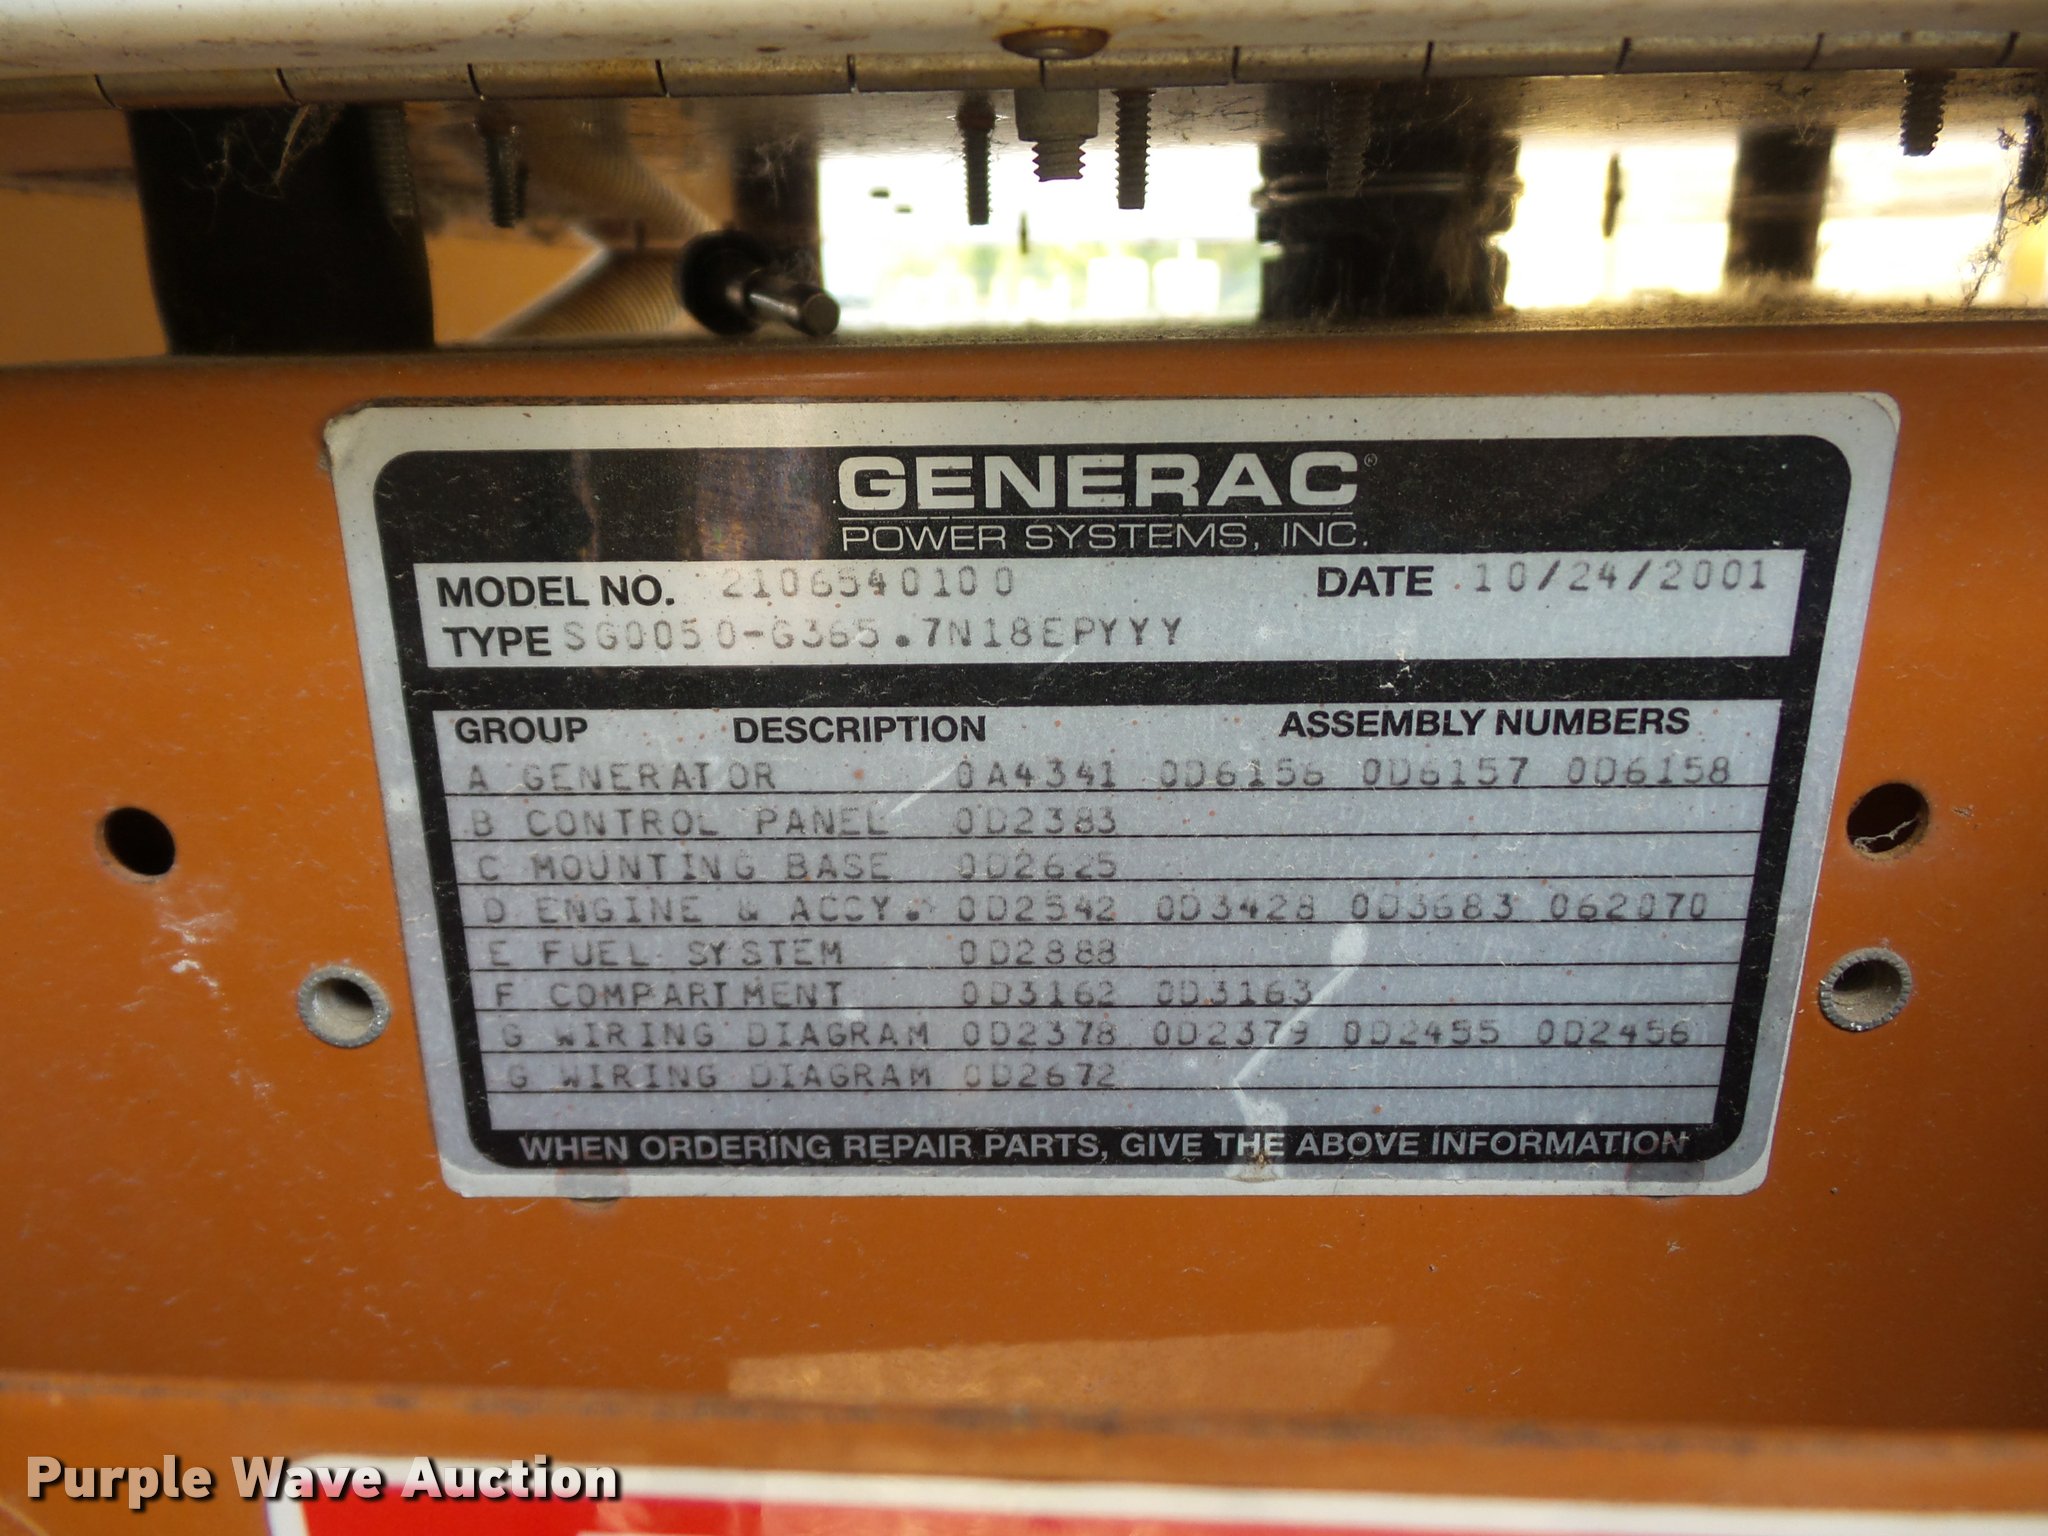 GENERAC®
POWER SYSTEMS, INC.
MODEL NO. 2106540100 DATE 10/24/2001
TYPE SG0050-G365.7N18EPYYY
GROUP DESCRIPTION ASSEMBLY NUMBERS
A GENERATOR 0A4341 0D6156 0D6157 0D6158
B CONTROL PANEL 0D2383
C MOUNTING BASE 0D2625
D ENGINE & ACCY. 0D2542 0D3428 0D3683 062070
E FUEL SYSTEM 0D2888
F COMPARTMENT 0D3162 0D3163
G WIRING DIAGRAM 0D2378 0D2379 0D2455 0D2456
G WIRING DIAGRAM 0D2672
WHEN ORDERING REPAIR PARTS, GIVE THE ABOVE INFORMATION
Purple Wave Auction